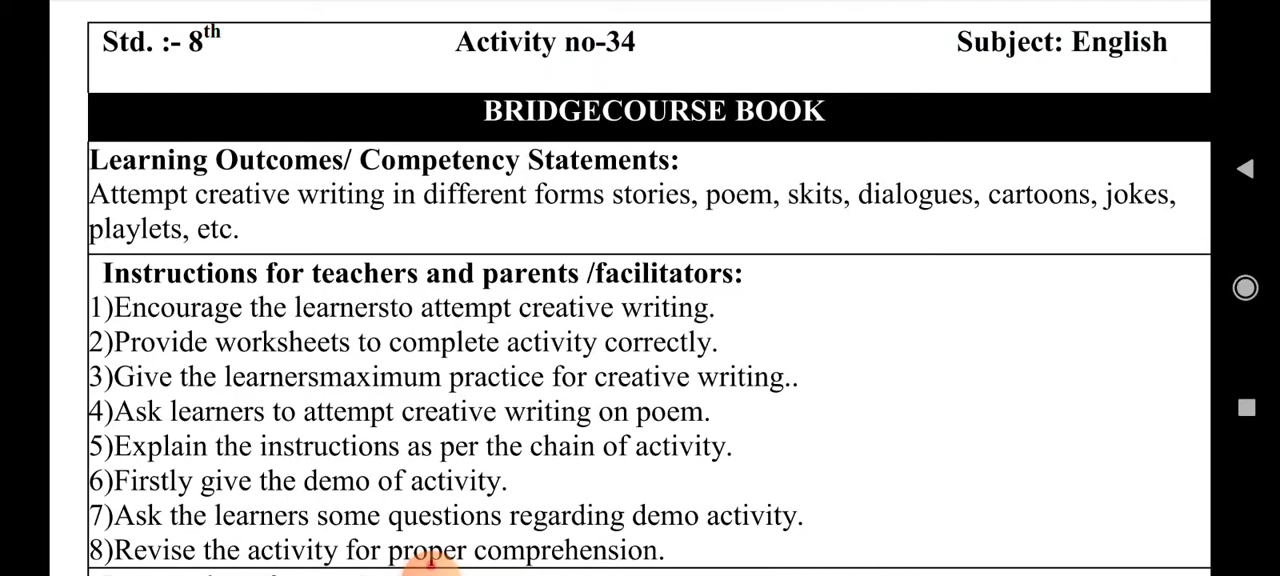 Std. :- 8th Activity no-34 Subject: English
BRIDGECOURSE BOOK
Learning Outcomes/ Competency Statements:
Attempt creative writing in different forms stories, poem, skits, dialogues, cartoons, jokes,
playlets, etc.
Instructions for teachers and parents /facilitators:
1)Encourage the learnersto attempt creative writing.
2)Provide worksheets to complete activity correctly.
3)Give the learnersmaximum practice for creative writing..
4)Ask learners to attempt creative writing on poem.
5)Explain the instructions as per the chain of activity.
6)Firstly give the demo of activity.
7)Ask the learners some questions regarding demo activity.
8)Revise the activity for proper comprehension.